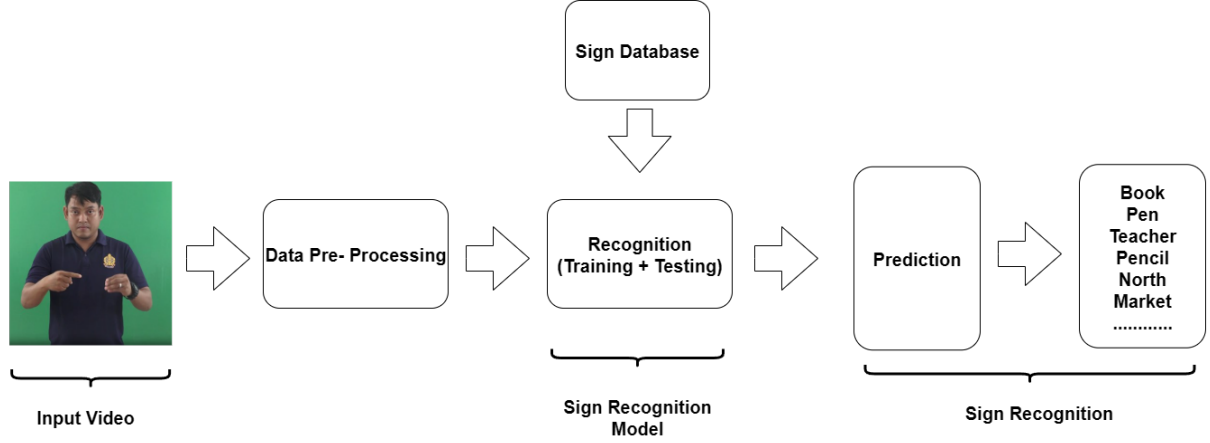 Sign Database
Data Pre- Processing
Recognition
(Training + Testing)
Prediction
Book
Pen
Teacher
Pencil
North
Market
............
Input Video
Sign Recognition
Model
Sign Recognition